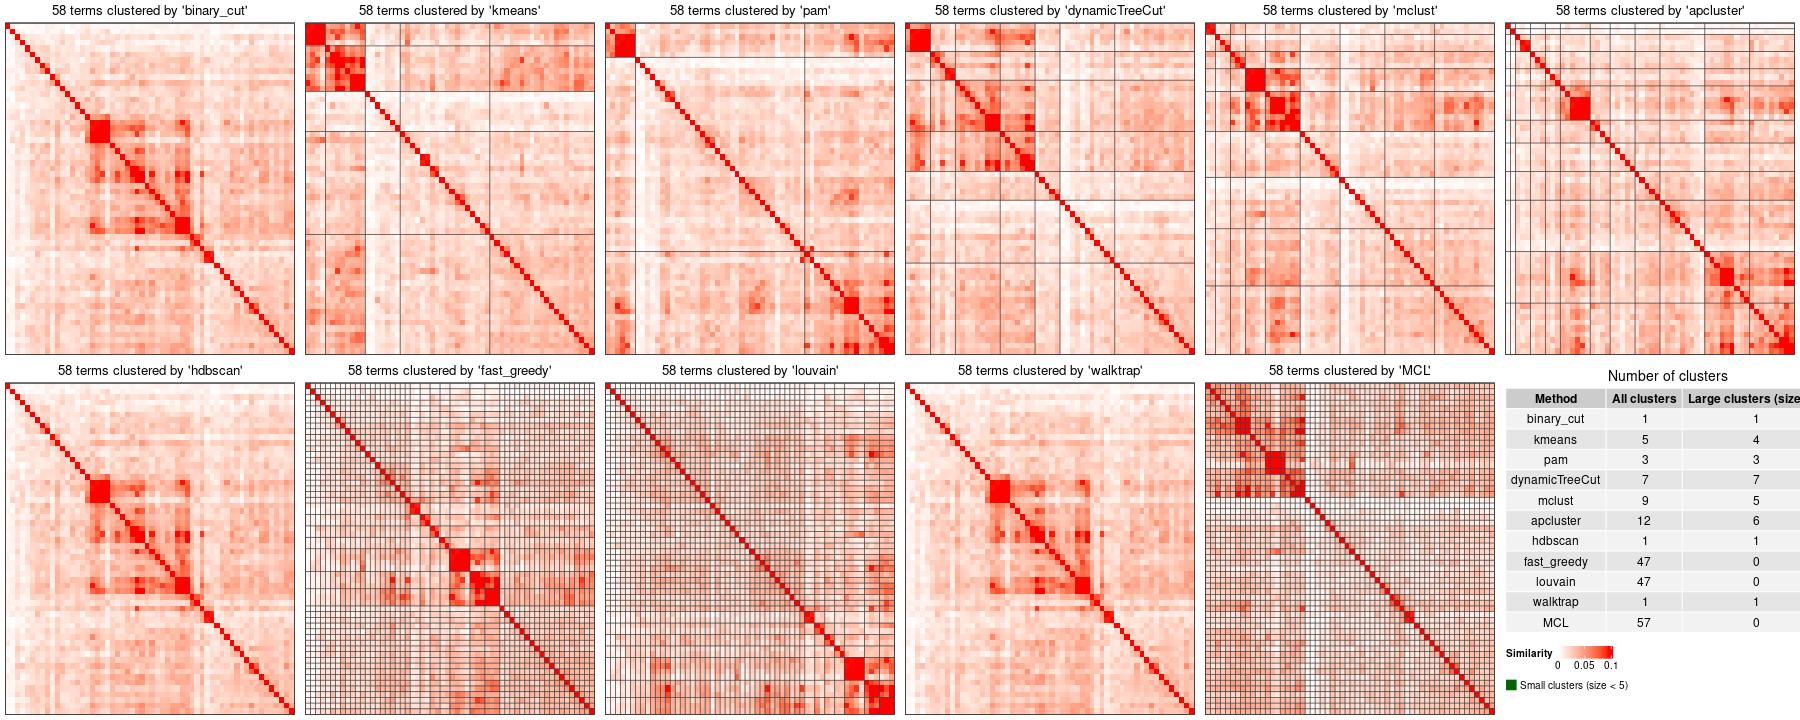 58 terms clustered by 'binary_cut'
58 terms clustered by 'kmeans'
58 terms clustered by 'pam'
58 terms clustered by 'dynamicTreeCut'
58 terms clustered by 'mclust'
58 terms clustered by 'apcluster'
58 terms clustered by 'hdbscan'
58 terms clustered by 'fast_greedy'
58 terms clustered by 'louvain'
58 terms clustered by 'walktrap'
58 terms clustered by 'MCL'
Number of clusters
Method All clusters Large clusters (size
binary_cut 1 1
kmeans 5 4
pam 3 3
dynamicTreeCut 7 7
mclust 9 5
apcluster 12 6
hdbscan 1 1
fast_greedy 47 0
louvain 47 0
walktrap 1 1
MCL 57 0
Similarity
0 0.05 0.1
Small clusters (size < 5)